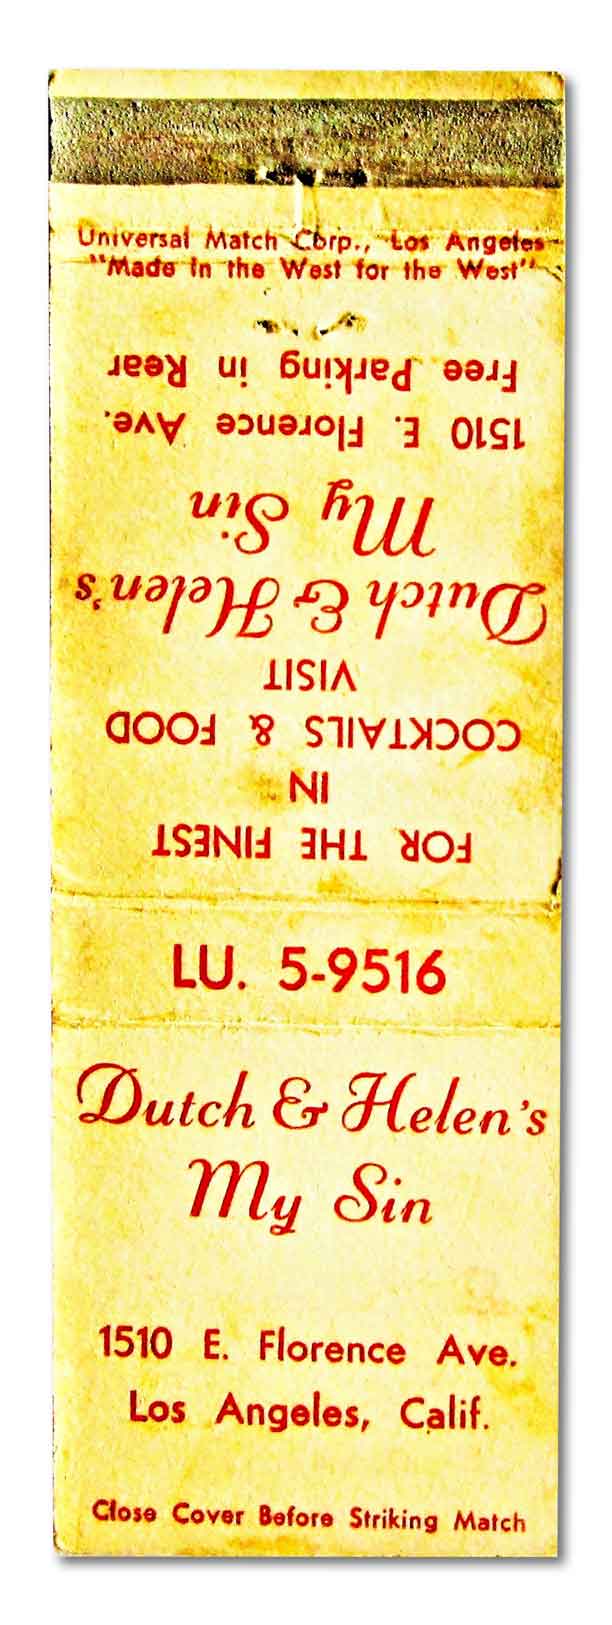 Universal Match Corp., Los Angeles
"Made in the West for the West"
FOR THE FINEST
IN
COCKTAILS & FOOD
VISIT
Dutch & Helen's
My Sin
1510 E. Florence Ave.
Free Parking in Rear
LU. 5-9516
Dutch & Helen's
My Sin
1510 E. Florence Ave.
Los Angeles, Calif.
Close Cover Before Striking Match